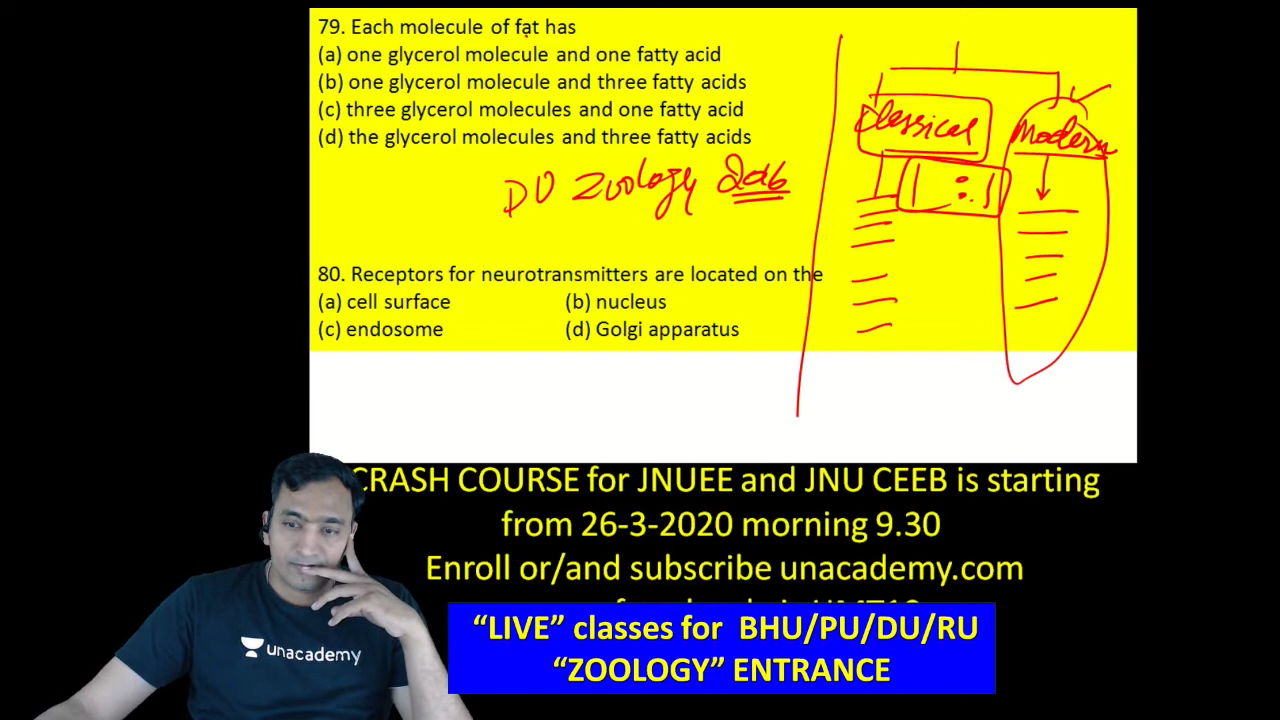 79. Each molecule of fat has
(a) one glycerol molecule and one fatty acid
(b) one glycerol molecule and three fatty acids
(c) three glycerol molecules and one fatty acid
(d) the glycerol molecules and three fatty acids
DU Zoology
classical
modern
80. Receptors for neurotransmitters are located on the
(a) cell surface (b) nucleus
(c) endosome (d) Golgi apparatus
CRASH COURSE for JNUEE and JNU CEEB is starting
from 26-3-2020 morning 9.30
Enroll or/and subscribe unacademy.com
"LIVE" classes for BHU/PU/DU/RU
"ZOOLOGY" ENTRANCE
unacademy